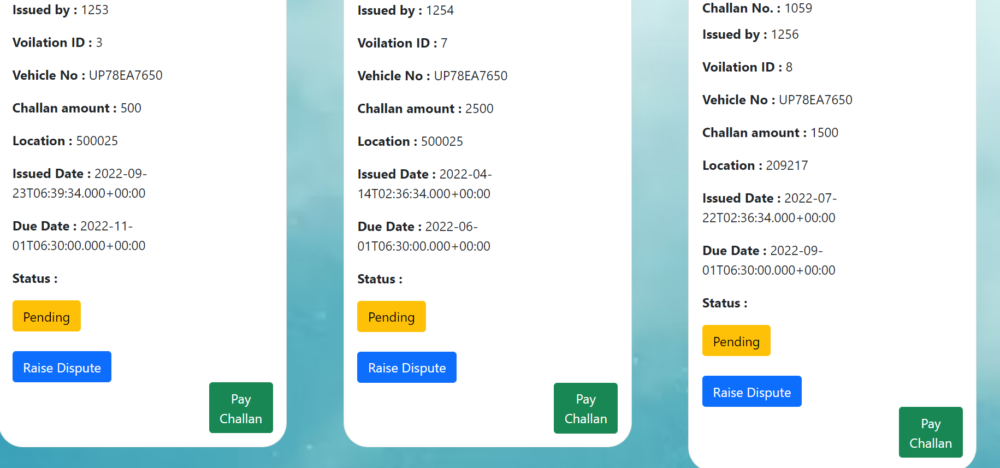 Issued by : 1253
Voilation ID : 3
Vehicle No : UP78EA7650
Challan amount : 500
Location : 500025
Issued Date : 2022-09-
23T06:39:34.000+00:00
Due Date : 2022-11-
01T06:30:00.000+00:00
Status :
Pending
Raise Dispute
Pay
Challan
Issued by : 1254
Voilation ID : 7
Vehicle No : UP78EA7650
Challan amount : 2500
Location : 500025
Issued Date : 2022-04-
14T02:36:34.000+00:00
Due Date : 2022-06-
01T06:30:00.000+00:00
Status :
Pending
Raise Dispute
Pay
Challan
Challan No. : 1059
Issued by : 1256
Voilation ID : 8
Vehicle No : UP78EA7650
Challan amount : 1500
Location : 209217
Issued Date : 2022-07-
22T02:36:34.000+00:00
Due Date : 2022-09-
01T06:30:00.000+00:00
Status :
Pending
Raise Dispute
Pay
Challan